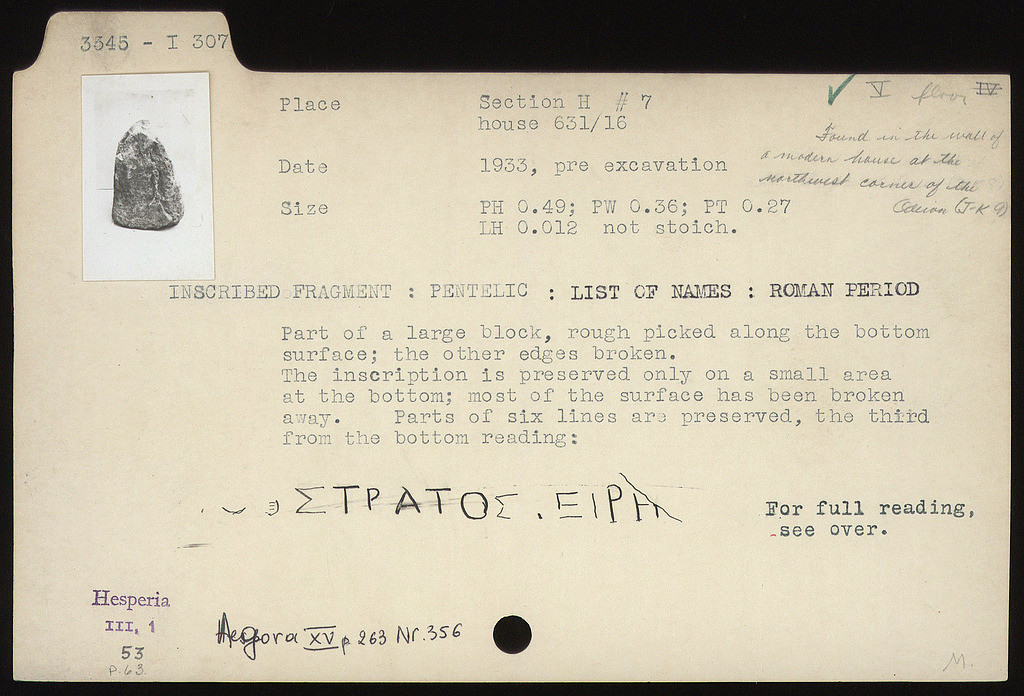 3345 - I 307
V floor IV
Place Section H # 7
house 631/16
Found in the wall of
a modern house at the
northwest corner of the
Odeion (J-K 9)
Date 1933, pre excavation
Size PH 0.49; PW 0.36; PT 0.27
LH 0.012 not stoich.
INSCRIBED FRAGMENT : PENTELIC : LIST OF NAMES : ROMAN PERIOD
Part of a large block, rough picked along the bottom
surface; the other edges broken.
The inscription is preserved only on a small area
at the bottom; most of the surface has been broken
away. Parts of six lines are preserved, the third
from the bottom reading:
ΣΤΡΑΤΟΣ . ΕΙΡΗ
For full reading,
see over.
Hesperia
III, 1
53
p. 63
Agora XV p 263 Nr. 356
M.